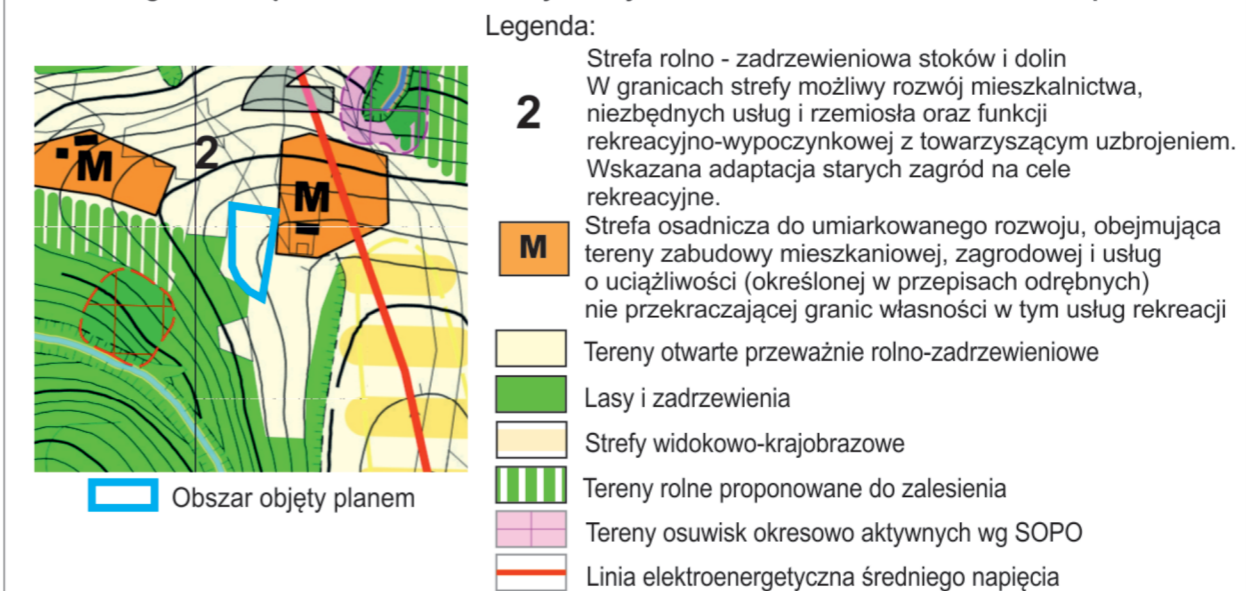 Legenda:
Strefa rolno - zadrzewieniowa stoków i dolin
W granicach strefy możliwy rozwój mieszkalnictwa,
2
niezbędnych usług i rzemiosła oraz funkcji
rekreacyjno-wypoczynkowej z towarzyszącym uzbrojeniem.
Wskazana adaptacja starych zagród na cele
rekreacyjne.
M
Strefa osadnicza do umiarkowanego rozwoju, obejmująca
tereny zabudowy mieszkaniowej, zagrodowej i usług
o uciążliwości (określonej w przepisach odrębnych)
nie przekraczającej granic własności w tym usług rekreacji
Tereny otwarte przeważnie rolno-zadrzewieniowe
Lasy i zadrzewienia
Strefy widokowo-krajobrazowe
Tereny rolne proponowane do zalesienia
Tereny osuwisk okresowo aktywnych wg SOPO
Linia elektroenergetyczna średniego napięcia
M
2
M
Obszar objęty planem